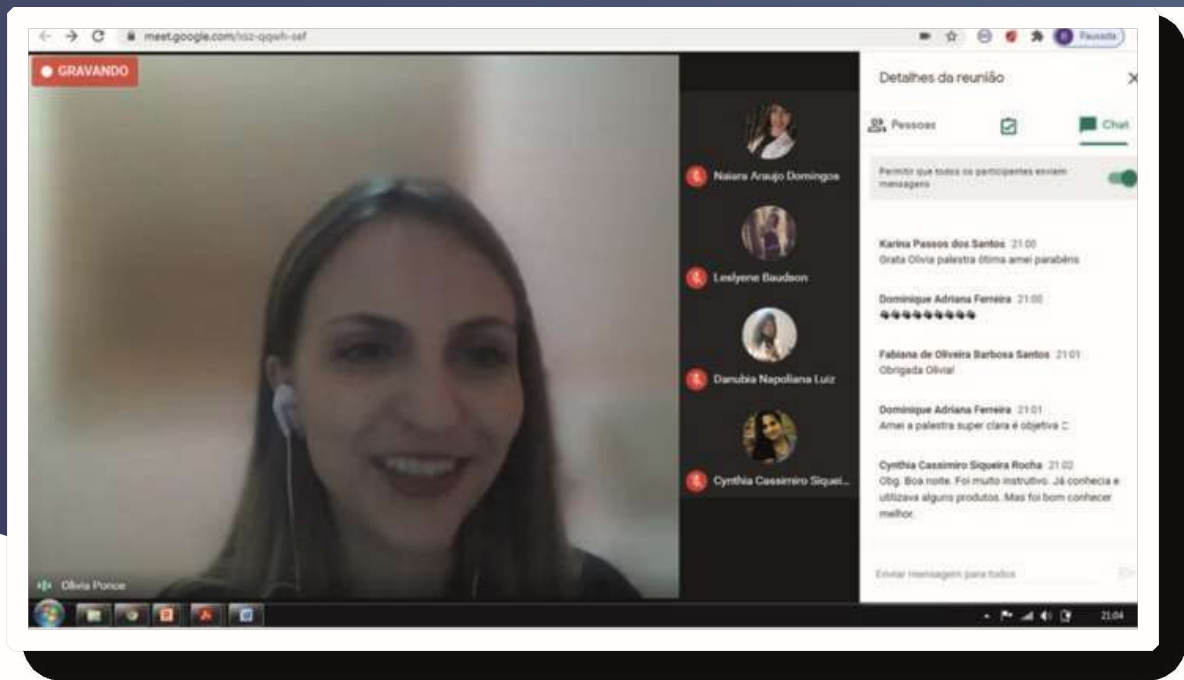 meet.google.com/xsz-qqwh-sef
Pausada
GRAVANDO
Detalhes da reunião
Pessoas
Chat
Permitir que todos os participantes enviem
mensagens
Naiara Araujo Domingos
Leslyene Baudson
Danubia Napoliana Luiz
Cynthia Cassimiro Siquei...
Karina Passos dos Santos 21:00
Grata Olivia palestra ótima amei parabéns
Dominique Adriana Ferreira 21:00
Fabiana de Oliveira Barbosa Santos 21:01
Obrigada Olivia!
Dominique Adriana Ferreira 21:01
Amei a palestra super clara é objetiva
Cynthia Cassimiro Siqueira Rocha 21:02
Obg. Boa noite. Foi muito instrutivo. Já conhecia e
utilizava alguns produtos. Mas foi bom conhecer
melhor.
Enviar mensagem para todos
Olivia Ponce
21:04